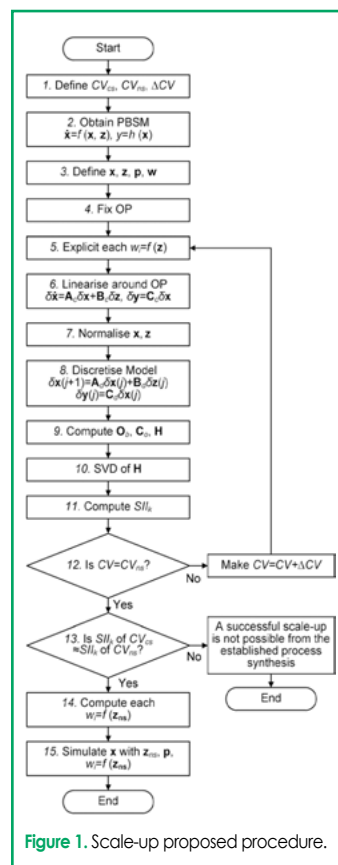 Start
1. Define CVcs, CVns, ΔCV
2. Obtain PBSM
ẋ=f (x, z), y=h (x)
3. Define x, z, p, w
4. Fix OP
5. Explicit each wᵢ=f (z)
6. Linearise around OP
δẋ=Acδx+Bcδz, δy=Ccδx
7. Normalise x, z
8. Discretise Model
δx(j+1)=Adδx(j)+Bdδz(j)
δy(j)=Cdδx(j)
9. Compute Ob, Co, H
10. SVD of H
11. Compute SIIk
12. Is CV=CVns?
No
Make CV=CV+ΔCV
Yes
13. Is SIIk of CVcs
≈SIIk of CVns?
No
A successful scale-up
is not possible from the
established process
synthesis
End
Yes
14. Compute each
wᵢ=f (zns)
15. Simulate x with zns, p,
wᵢ=f (zns)
End
Figure 1. Scale-up proposed procedure.